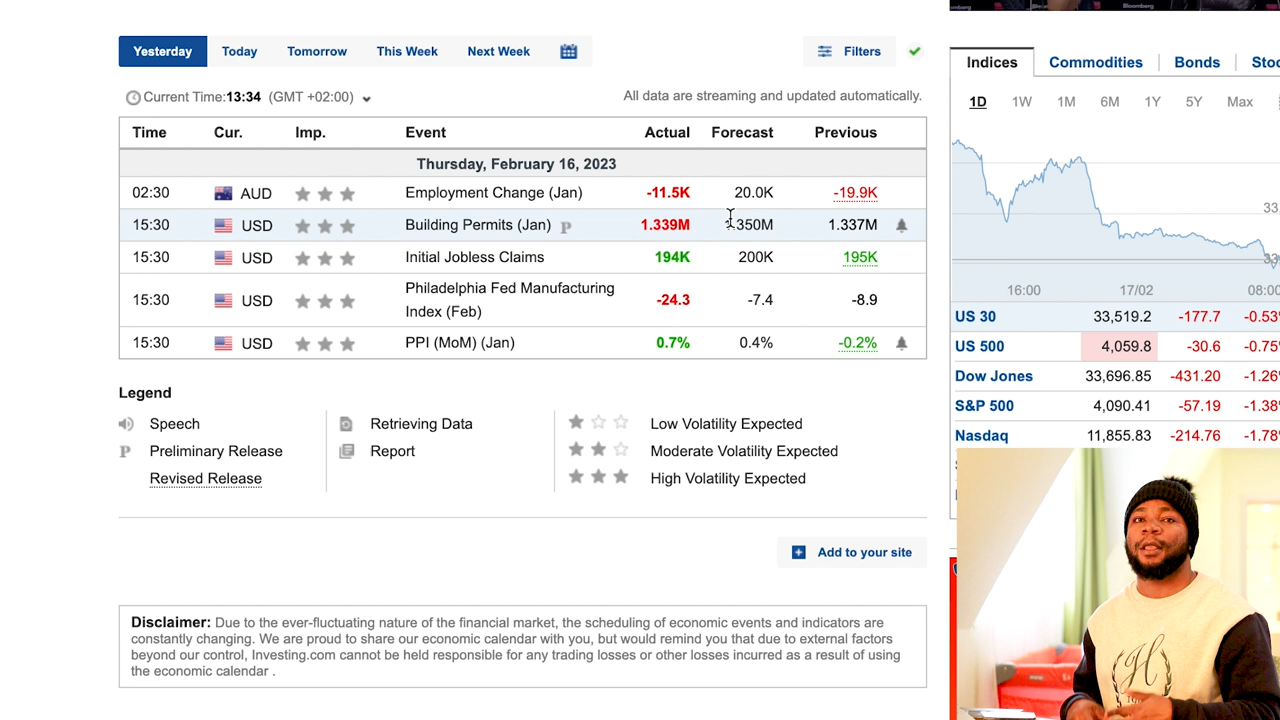 Bloomberg
Yesterday Today Tomorrow This Week Next Week Filters
Current Time:13:34 (GMT +02:00)
All data are streaming and updated automatically.
Time Cur. Imp. Event Actual Forecast Previous
Thursday, February 16, 2023
02:30 AUD Employment Change (Jan) -11.5K 20.0K -19.9K
15:30 USD Building Permits (Jan) P 1.339M 1.350M 1.337M
15:30 USD Initial Jobless Claims 194K 200K 195K
15:30 USD Philadelphia Fed Manufacturing
Index (Feb) -24.3 -7.4 -8.9
15:30 USD PPI (MoM) (Jan) 0.7% 0.4% -0.2%
Legend
Speech
P Preliminary Release
Revised Release
Retrieving Data
Report
Low Volatility Expected
Moderate Volatility Expected
High Volatility Expected
Add to your site
Disclaimer: Due to the ever-fluctuating nature of the financial market, the scheduling of economic events and indicators are
constantly changing. We are proud to share our economic calendar with you, but would remind you that due to external factors
beyond our control, Investing.com cannot be held responsible for any trading losses or other losses incurred as a result of using
the economic calendar .
Indices Commodities Bonds
1D 1W 1M 6M 1Y 5Y Max
16:00 17/02 08:00
US 30 33,519.2 -177.7 -0.53
US 500 4,059.8 -30.6 -0.75
Dow Jones 33,696.85 -431.20 -1.26
S&P 500 4,090.41 -57.19 -1.38
Nasdaq 11,855.83 -214.76 -1.78
H